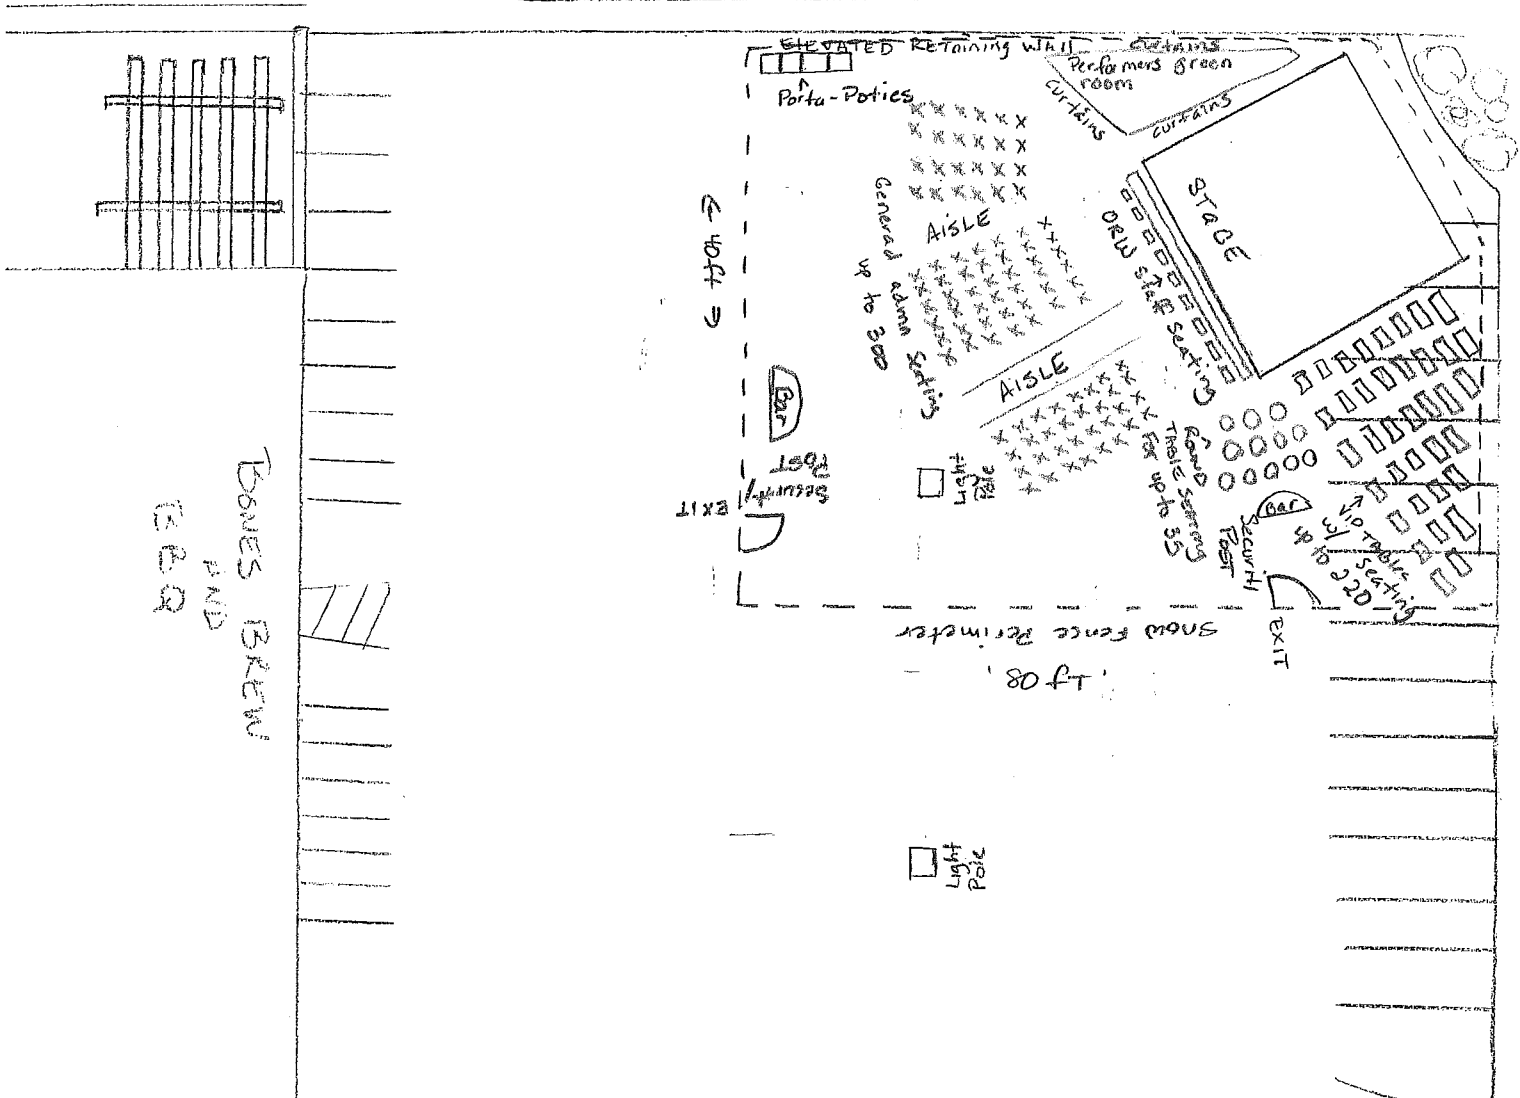 ELEVATED RETaining Wall
curtains
Performers green
room
curtains
curtains
Porta-Poties
STaGE
AiSLE
General admn Seating
up to 300
ORW staff Seating
← 40ft →
AiSLE
Bar
Security/
POST
EXIT
Light
Pole
ROUND
TABLE SEATING
For up to 35
Bar
Security
POST
VIP TABLES
w/ seating
up to 220
EXIT
Snow Fence Perimeter
80 fT
BONES BREW
AND
BBQ
Light
Pole